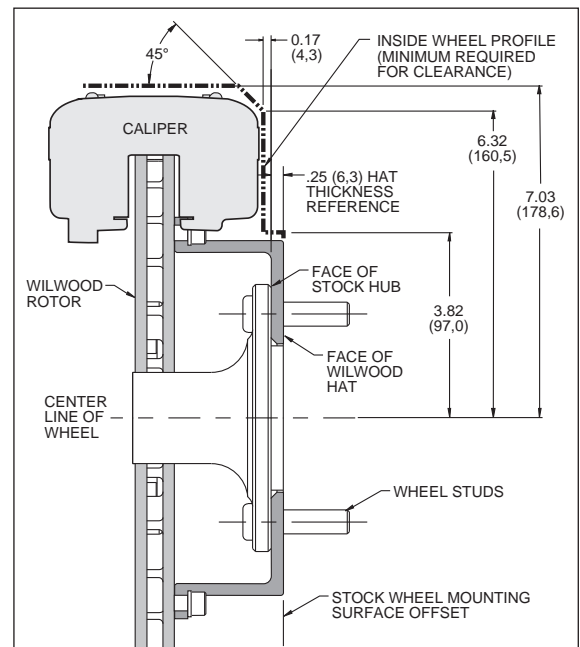 45°
0.17
(4,3)
INSIDE WHEEL PROFILE
(MINIMUM REQUIRED
FOR CLEARANCE)
CALIPER
6.32
(160,5)
7.03
(178,6)
.25 (6,3) HAT
THICKNESS
REFERENCE
WILWOOD
ROTOR
FACE OF
STOCK HUB
3.82
(97,0)
FACE OF
WILWOOD
HAT
CENTER
LINE OF
WHEEL
WHEEL STUDS
STOCK WHEEL MOUNTING
SURFACE OFFSET